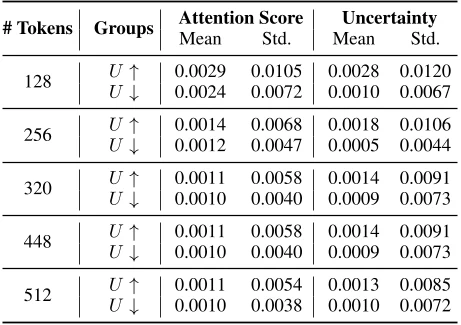 # Tokens Groups Attention Score Uncertainty
Mean Std. Mean Std.
128 U ↑ 0.0029 0.0105 0.0028 0.0120
U ↓ 0.0024 0.0072 0.0010 0.0067
256 U ↑ 0.0014 0.0068 0.0018 0.0106
U ↓ 0.0012 0.0047 0.0005 0.0044
320 U ↑ 0.0011 0.0058 0.0014 0.0091
U ↓ 0.0010 0.0040 0.0009 0.0073
448 U ↑ 0.0011 0.0058 0.0014 0.0091
U ↓ 0.0010 0.0040 0.0009 0.0073
512 U ↑ 0.0011 0.0054 0.0013 0.0085
U ↓ 0.0010 0.0038 0.0010 0.0072